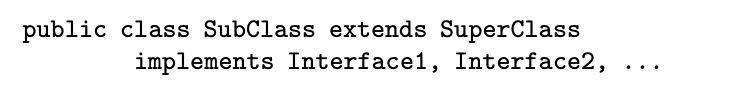 public class SubClass extends SuperClass
implements Interface1, Interface2, ...